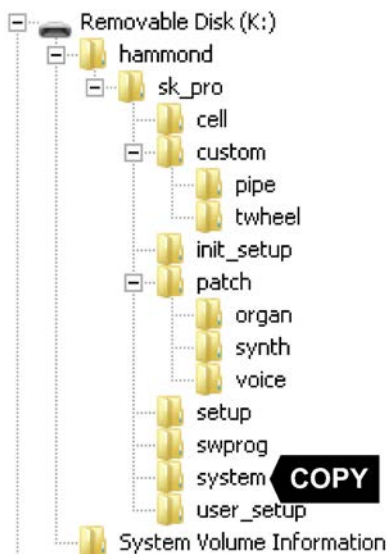 Removable Disk (K:)
hammond
sk_pro
cell
custom
pipe
twheel
init_setup
patch
organ
synth
voice
setup
swprog
system COPY
user_setup
System Volume Information